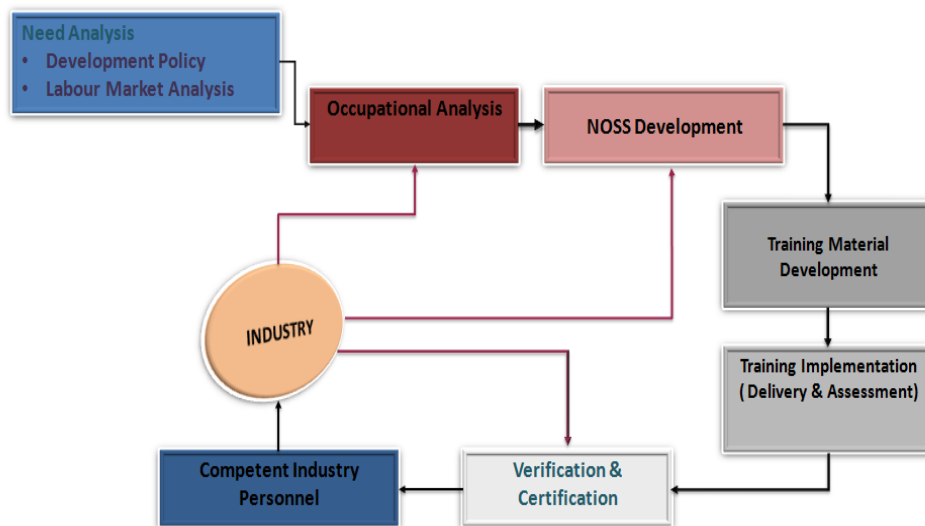 Need Analysis
• Development Policy
• Labour Market Analysis
Occupational Analysis
NOSS Development
Training Material
Development
Training Implementation
( Delivery & Assessment)
INDUSTRY
Competent Industry
Personnel
Verification &
Certification